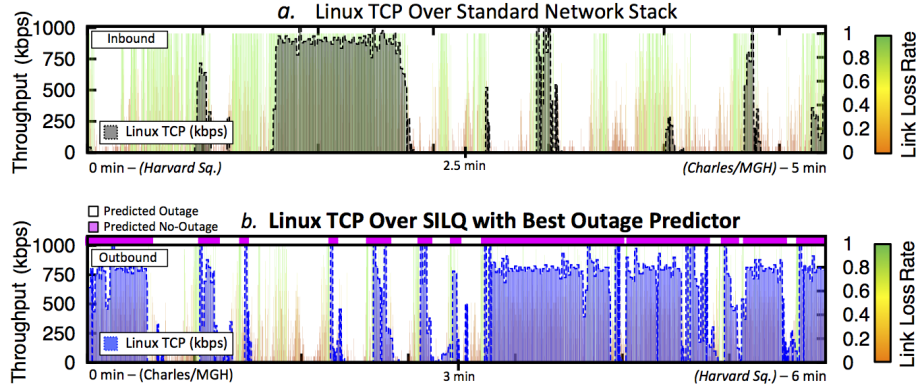 a. Linux TCP Over Standard Network Stack
Throughput (kbps)
1000
750
500
250
0
Inbound
Linux TCP (kbps)
0 min – (Harvard Sq.)
2.5 min
(Charles/MGH) – 5 min
1
0.8
0.6
0.4
0.2
0
Link Loss Rate
Predicted Outage
Predicted No-Outage
b. Linux TCP Over SILQ with Best Outage Predictor
Throughput (kbps)
1000
750
500
250
0
Outbound
Linux TCP (kbps)
0 min – (Charles/MGH)
3 min
(Harvard Sq.) – 6 min
1
0.8
0.6
0.4
0.2
0
Link Loss Rate